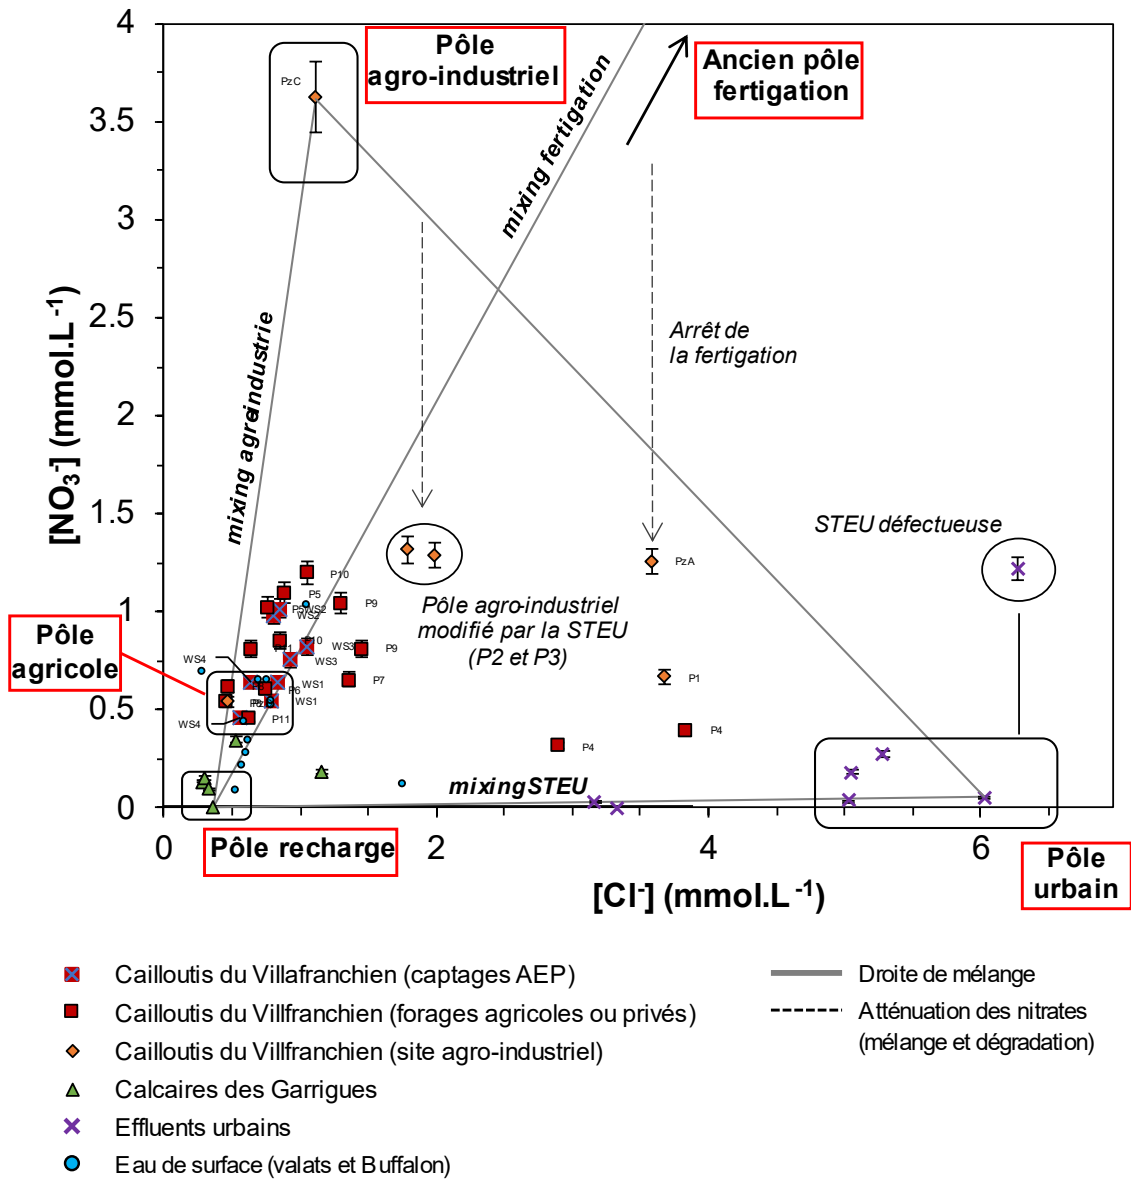 4
3.5
3
2.5
2
1.5
1
0.5
0
0
2
4
6
[NO₃⁻] (mmol.L⁻¹)
[Cl⁻] (mmol.L⁻¹)
Pôle
agro-industriel
Ancien pôle
fertigation
PzC
mixing fertigation
mixing agreindustrie
Arrêt de
la fertigation
STEU défectueuse
PzA
Pôle agro-industriel
modifié par la STEU
(P2 et P3)
P10
P5
P9
P5WS2
WS2
P10
WS3
P9
WS3
WS4
P7
WS1
P6
WS1
P11
WS4
P1
P4
P4
Pôle
agricole
mixingSTEU
Pôle recharge
Pôle
urbain
Cailloutis du Villafranchien (captages AEP)
Cailloutis du Villfranchien (forages agricoles ou privés)
Cailloutis du Villfranchien (site agro-industriel)
Calcaires des Garrigues
Effluents urbains
Eau de surface (valats et Buffalon)
Droite de mélange
Atténuation des nitrates
(mélange et dégradation)